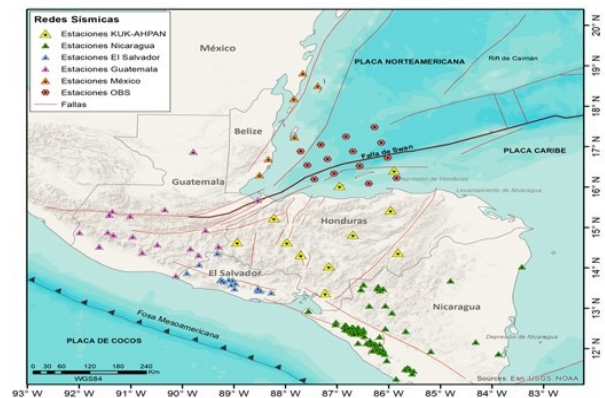 Redes Sísmicas
Estaciones KUK-AHPAN
Estaciones Nicaragua
Estaciones El Salvador
Estaciones Guatemala
Estaciones México
Estaciones OBS
Fallas
México
PLACA NORTEAMERICANA
Rift de Caimán
Belize
Falla de Swan
PLACA CARIBE
Guatemala
Depresión de Honduras
Levantamiento de Nicaragua
Honduras
El Salvador
Nicaragua
Fosa Mesoamericana
Depresión de Nicaragua
PLACA DE COCOS
0 30 60 120 180 240
Km
WGS84
Sources: Esri, USGS, NOAA
20°N
19°N
18°N
17°N
16°N
15°N
14°N
13°N
12°N
93°W 92°W 91°W 90°W 89°W 88°W 87°W 86°W 85°W 84°W 83°W